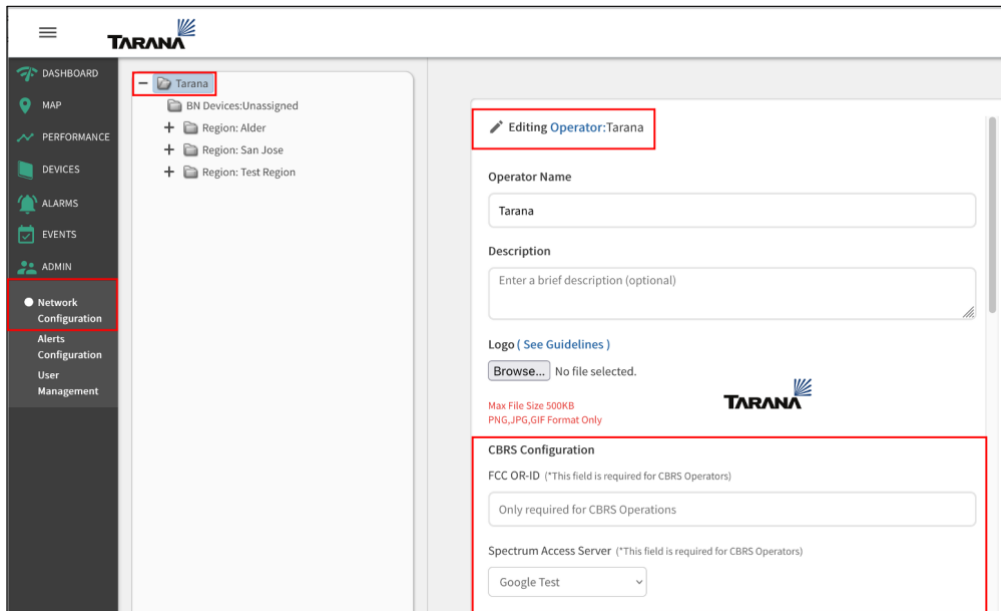 TARANA
DASHBOARD
MAP
PERFORMANCE
DEVICES
ALARMS
EVENTS
ADMIN
Network
Configuration
Alerts
Configuration
User
Management
Tarana
BN Devices:Unassigned
Region: Alder
Region: San Jose
Region: Test Region
Editing Operator:Tarana
Operator Name
Tarana
Description
Enter a brief description (optional)
Logo ( See Guidelines )
Browse... No file selected.
Max File Size 500KB
PNG,JPG,GIF Format Only
TARANA
CBRS Configuration
FCC OR-ID (*This field is required for CBRS Operators)
Only required for CBRS Operations
Spectrum Access Server (*This field is required for CBRS Operators)
Google Test